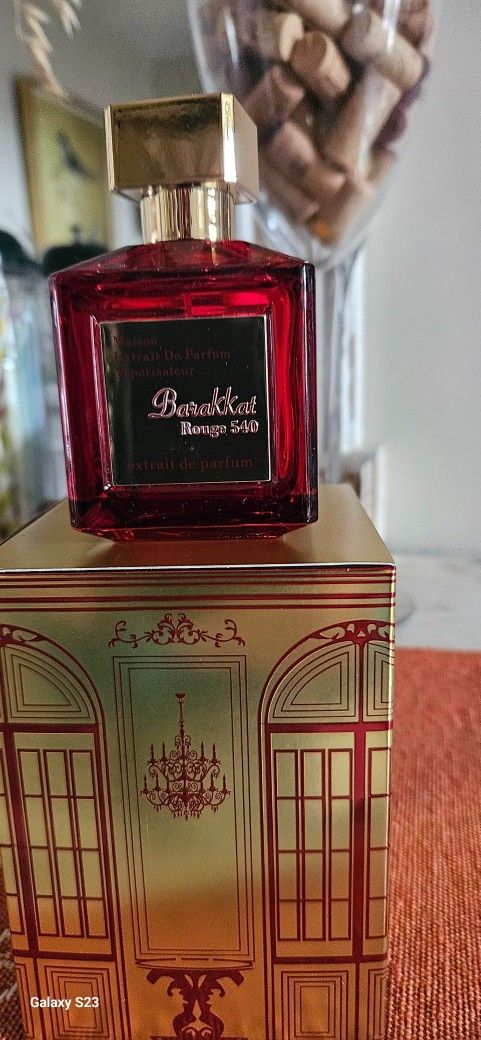 Maison
Extrait De Parfum
Vaporisateur
Barakkat
Rouge 540
extrait de parfum
Galaxy S23